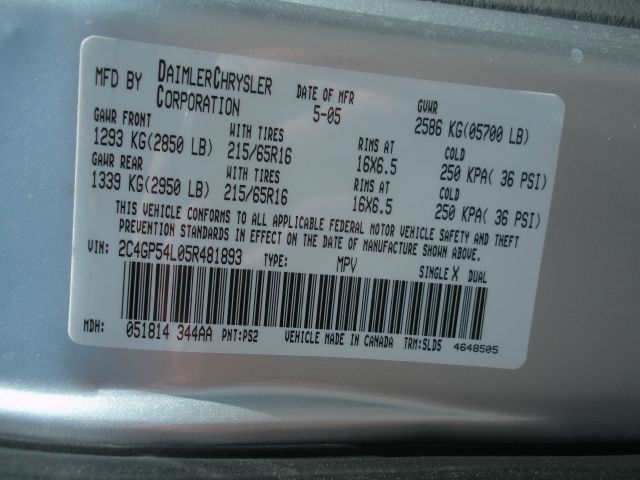 MFD BY DAIMLERCHRYSLER CORPORATION DATE OF MFR 5-05 GVWR 2586 KG(05700 LB)
GAWR FRONT WITH TIRES RIMS AT COLD
1293 KG(2850 LB) 215/65R16 16X6.5 250 KPA( 36 PSI)
GAWR REAR WITH TIRES RIMS AT COLD
1339 KG(2950 LB) 215/65R16 16X6.5 250 KPA( 36 PSI)
THIS VEHICLE CONFORMS TO ALL APPLICABLE FEDERAL MOTOR VEHICLE SAFETY AND THEFT
PREVENTION STANDARDS IN EFFECT ON THE DATE OF MANUFACTURE SHOWN ABOVE.
VIN: 2C4GP54L05R481893 TYPE: MPV SINGLE X DUAL
MDH: 051814 344AA PNT:PS2 VEHICLE MADE IN CANADA TRM:SLD5 4648505